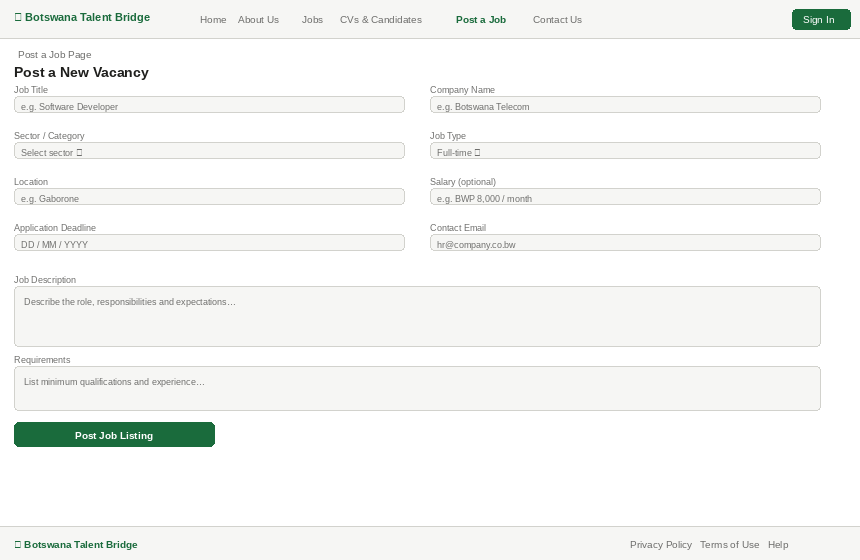 Botswana Talent Bridge Home About Us Jobs CVs & Candidates Post a Job Contact Us Sign In
Post a Job Page
Post a New Vacancy
Job Title Company Name
e.g. Software Developer e.g. Botswana Telecom
Sector / Category Job Type
Select sector Full-time
Location Salary (optional)
e.g. Gaborone e.g. BWP 8,000 / month
Application Deadline Contact Email
DD / MM / YYYY hr@company.co.bw
Job Description
Describe the role, responsibilities and expectations…
Requirements
List minimum qualifications and experience…
Post Job Listing
Botswana Talent Bridge Privacy Policy Terms of Use Help